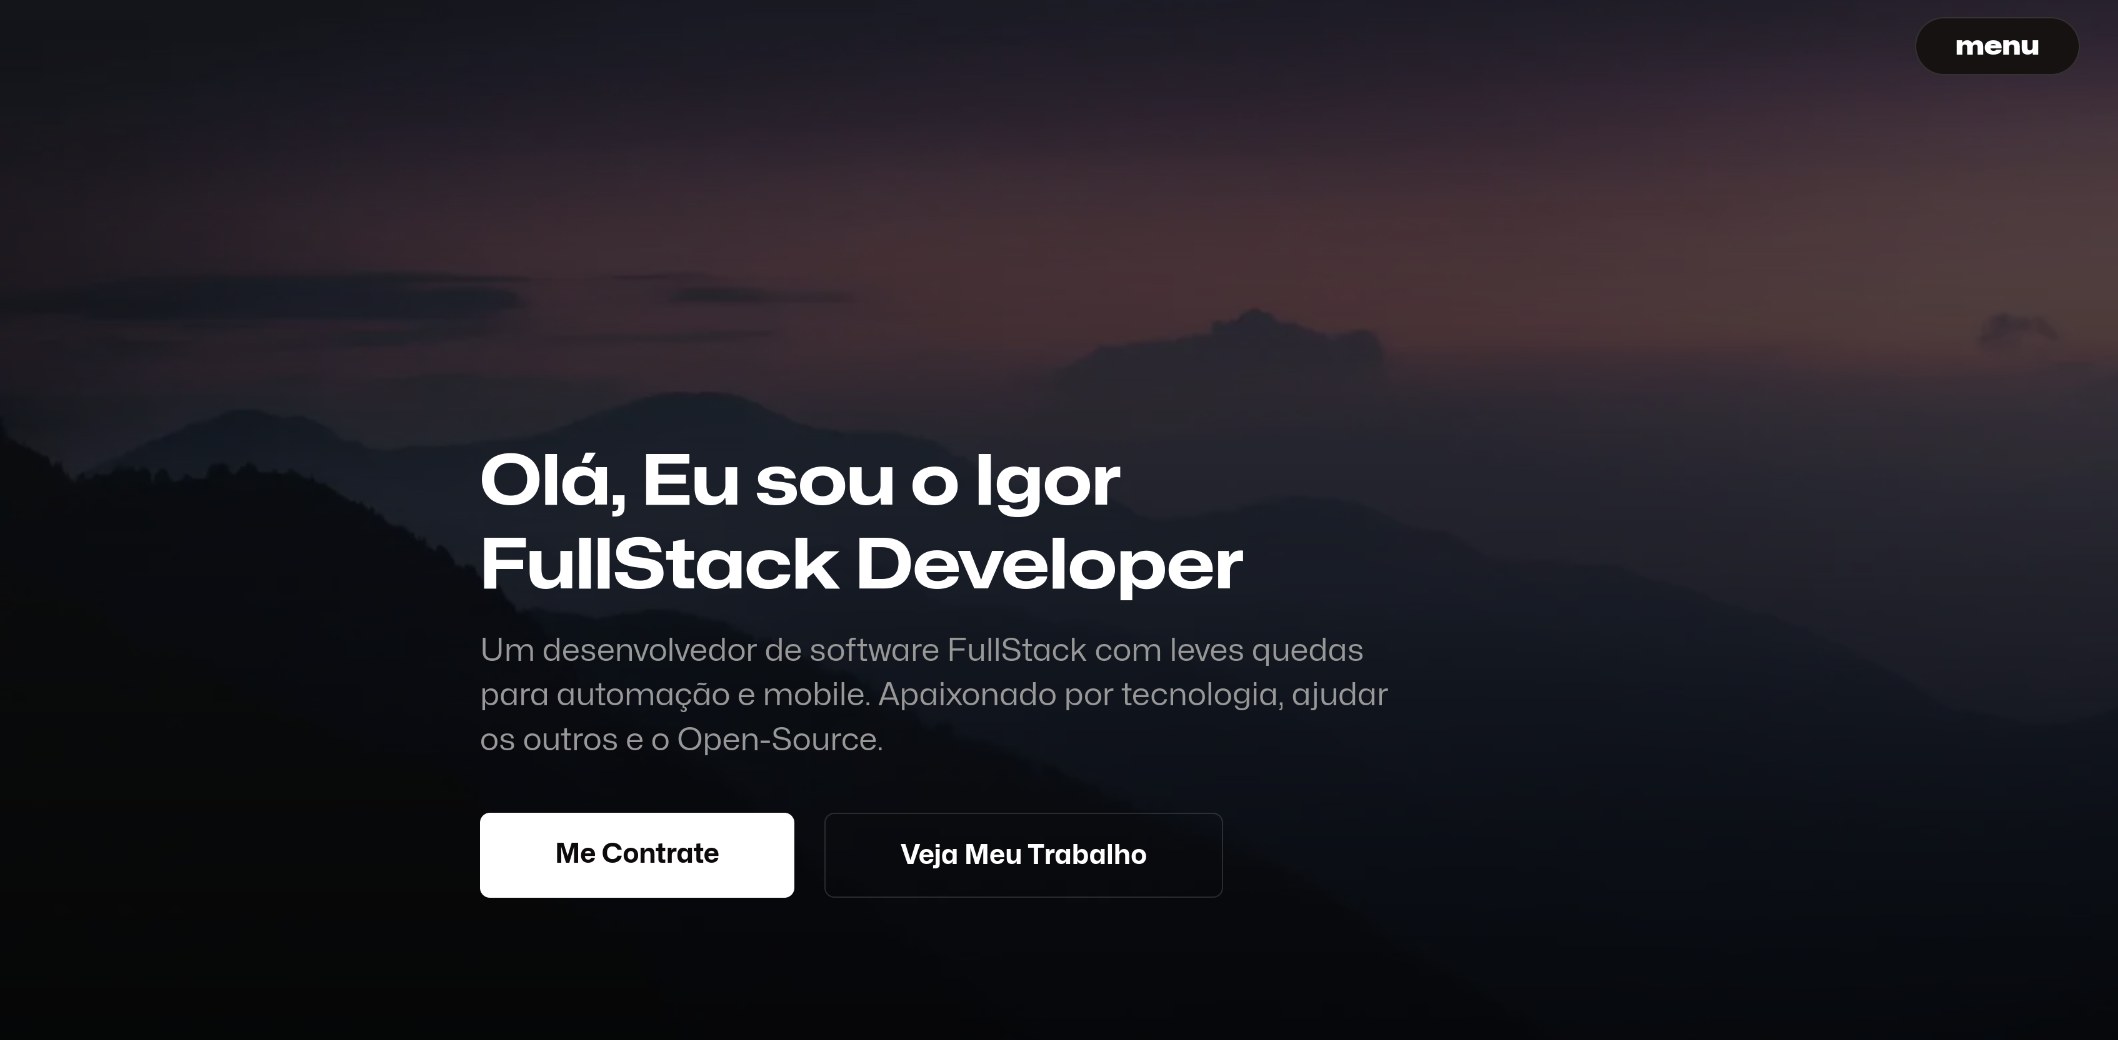 menu
Olá, Eu sou o Igor
FullStack Developer
Um desenvolvedor de software FullStack com leves quedas
para automação e mobile. Apaixonado por tecnologia, ajudar
os outros e o Open-Source.
Me Contrate
Veja Meu Trabalho